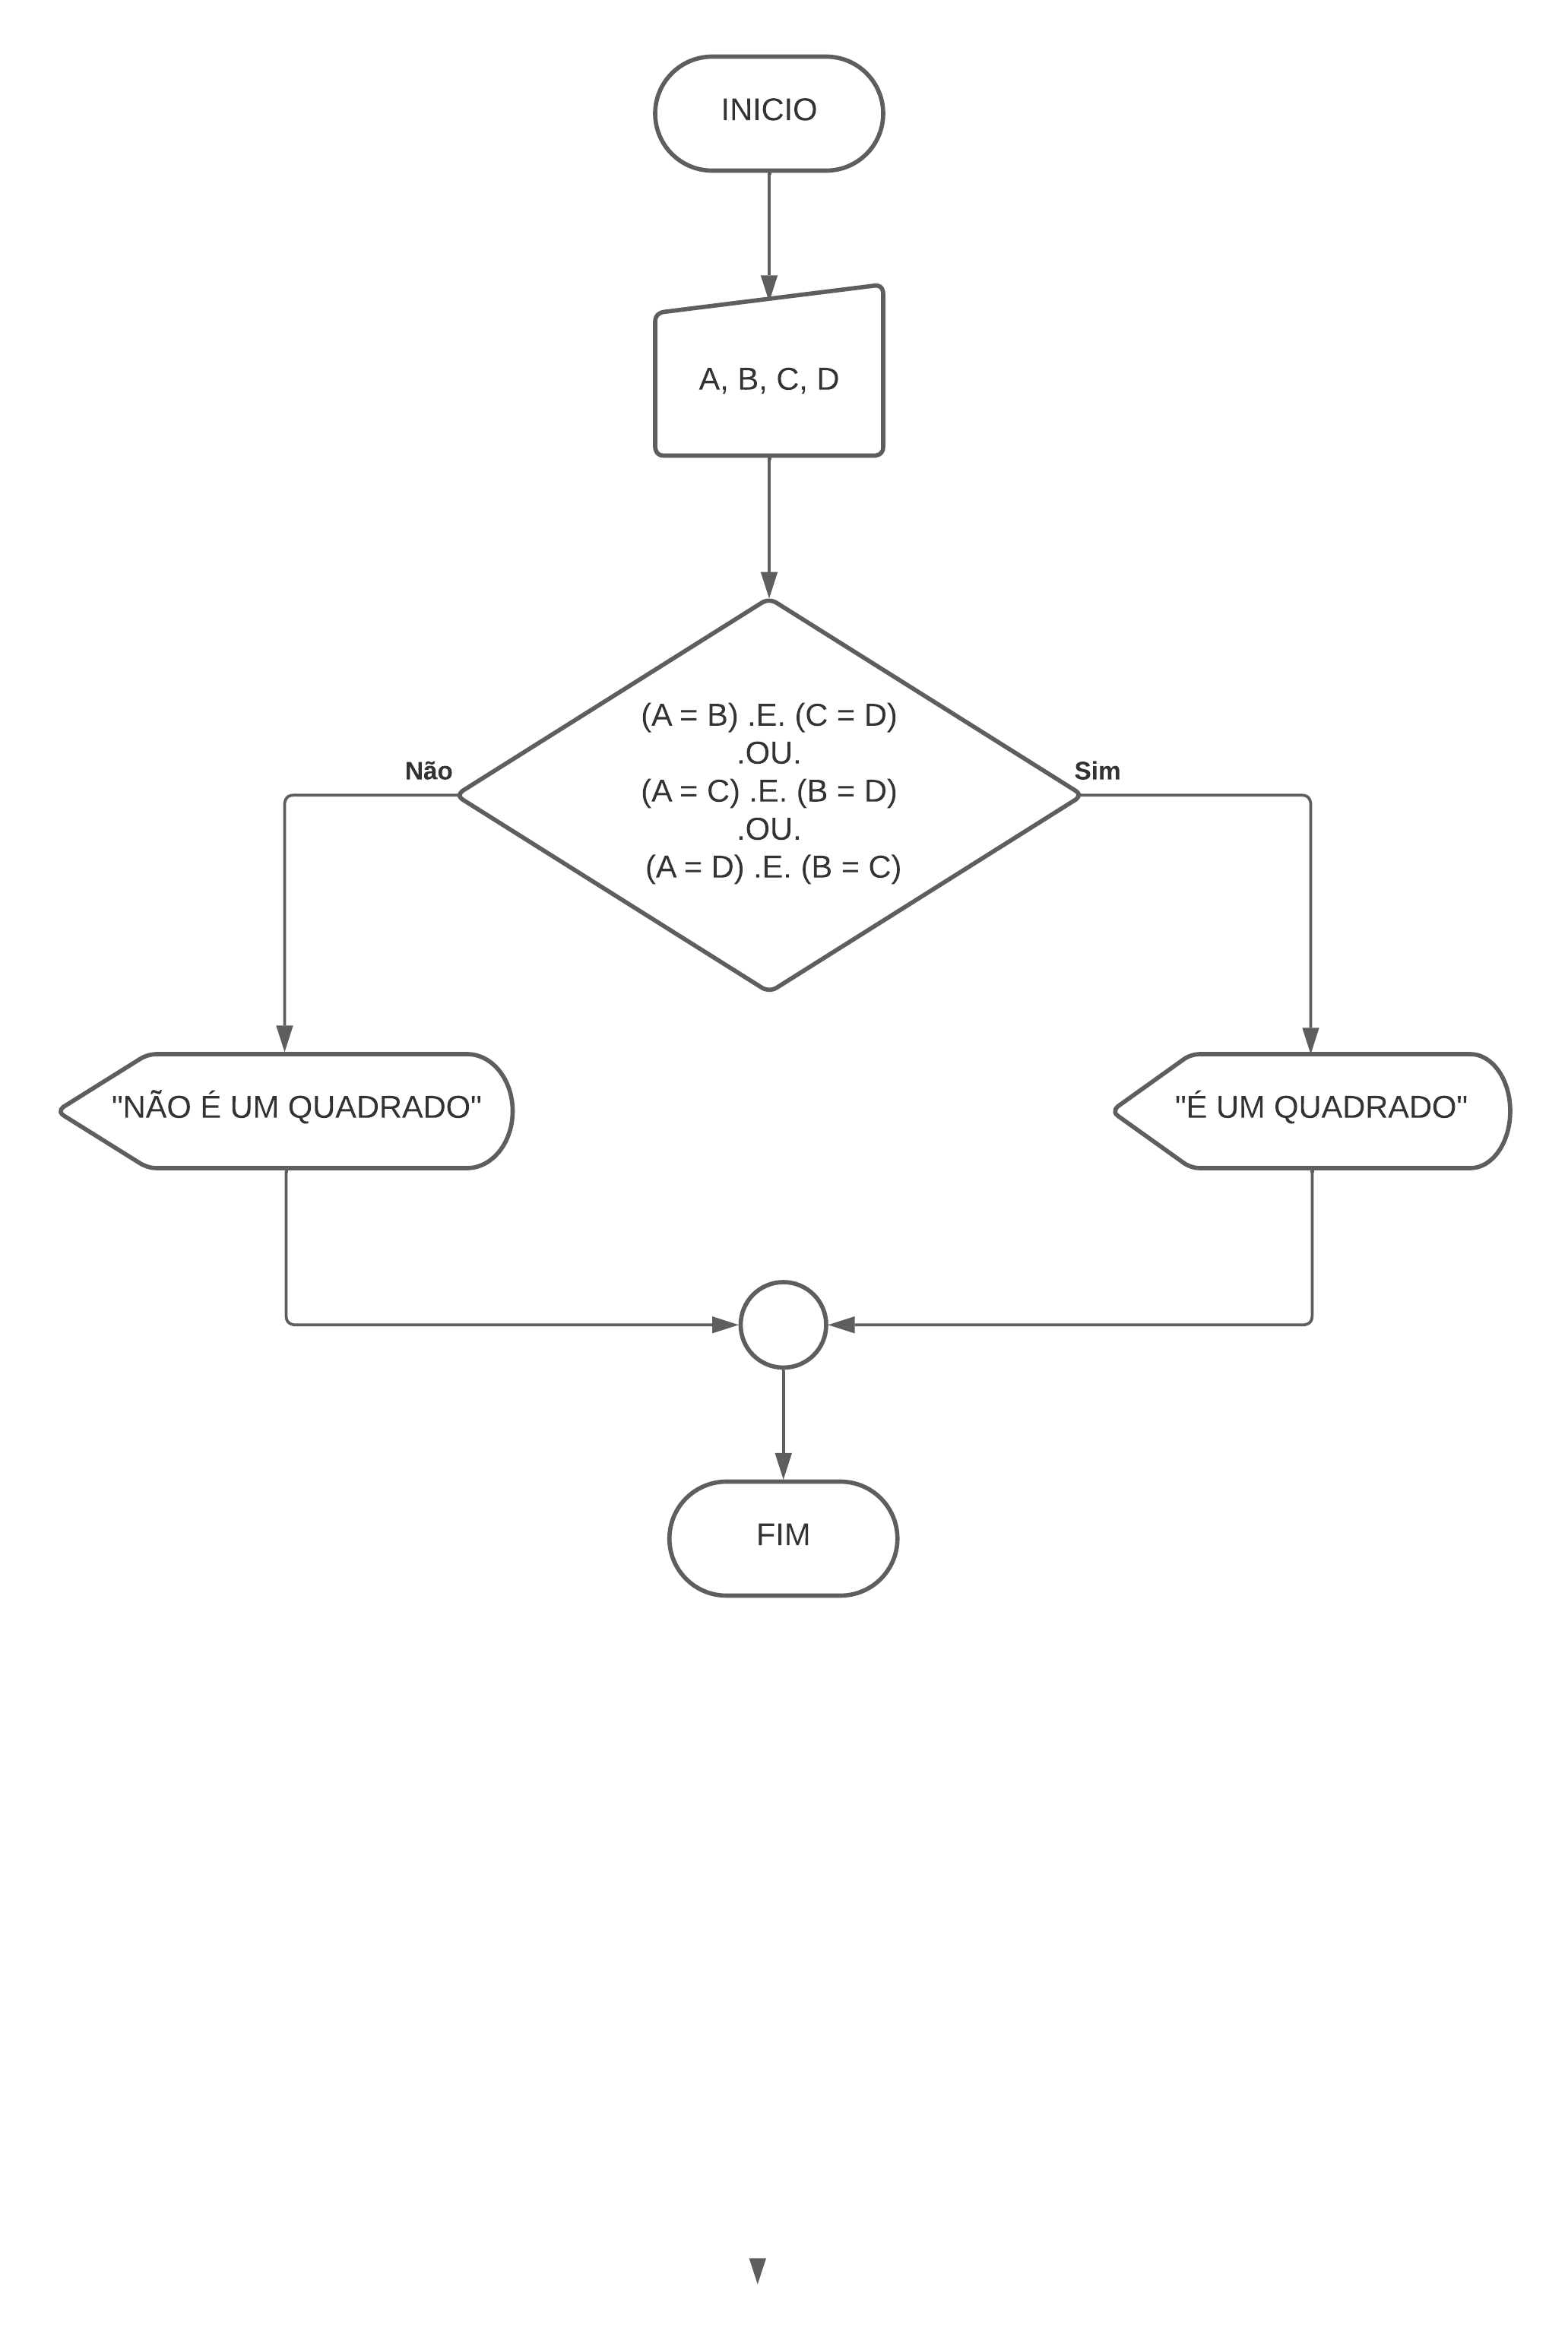 INICIO
A, B, C, D
(A = B) .E. (C = D)
.OU.
(A = C) .E. (B = D)
.OU.
(A = D) .E. (B = C)
Não
Sim
"NÃO É UM QUADRADO"
"É UM QUADRADO"
FIM